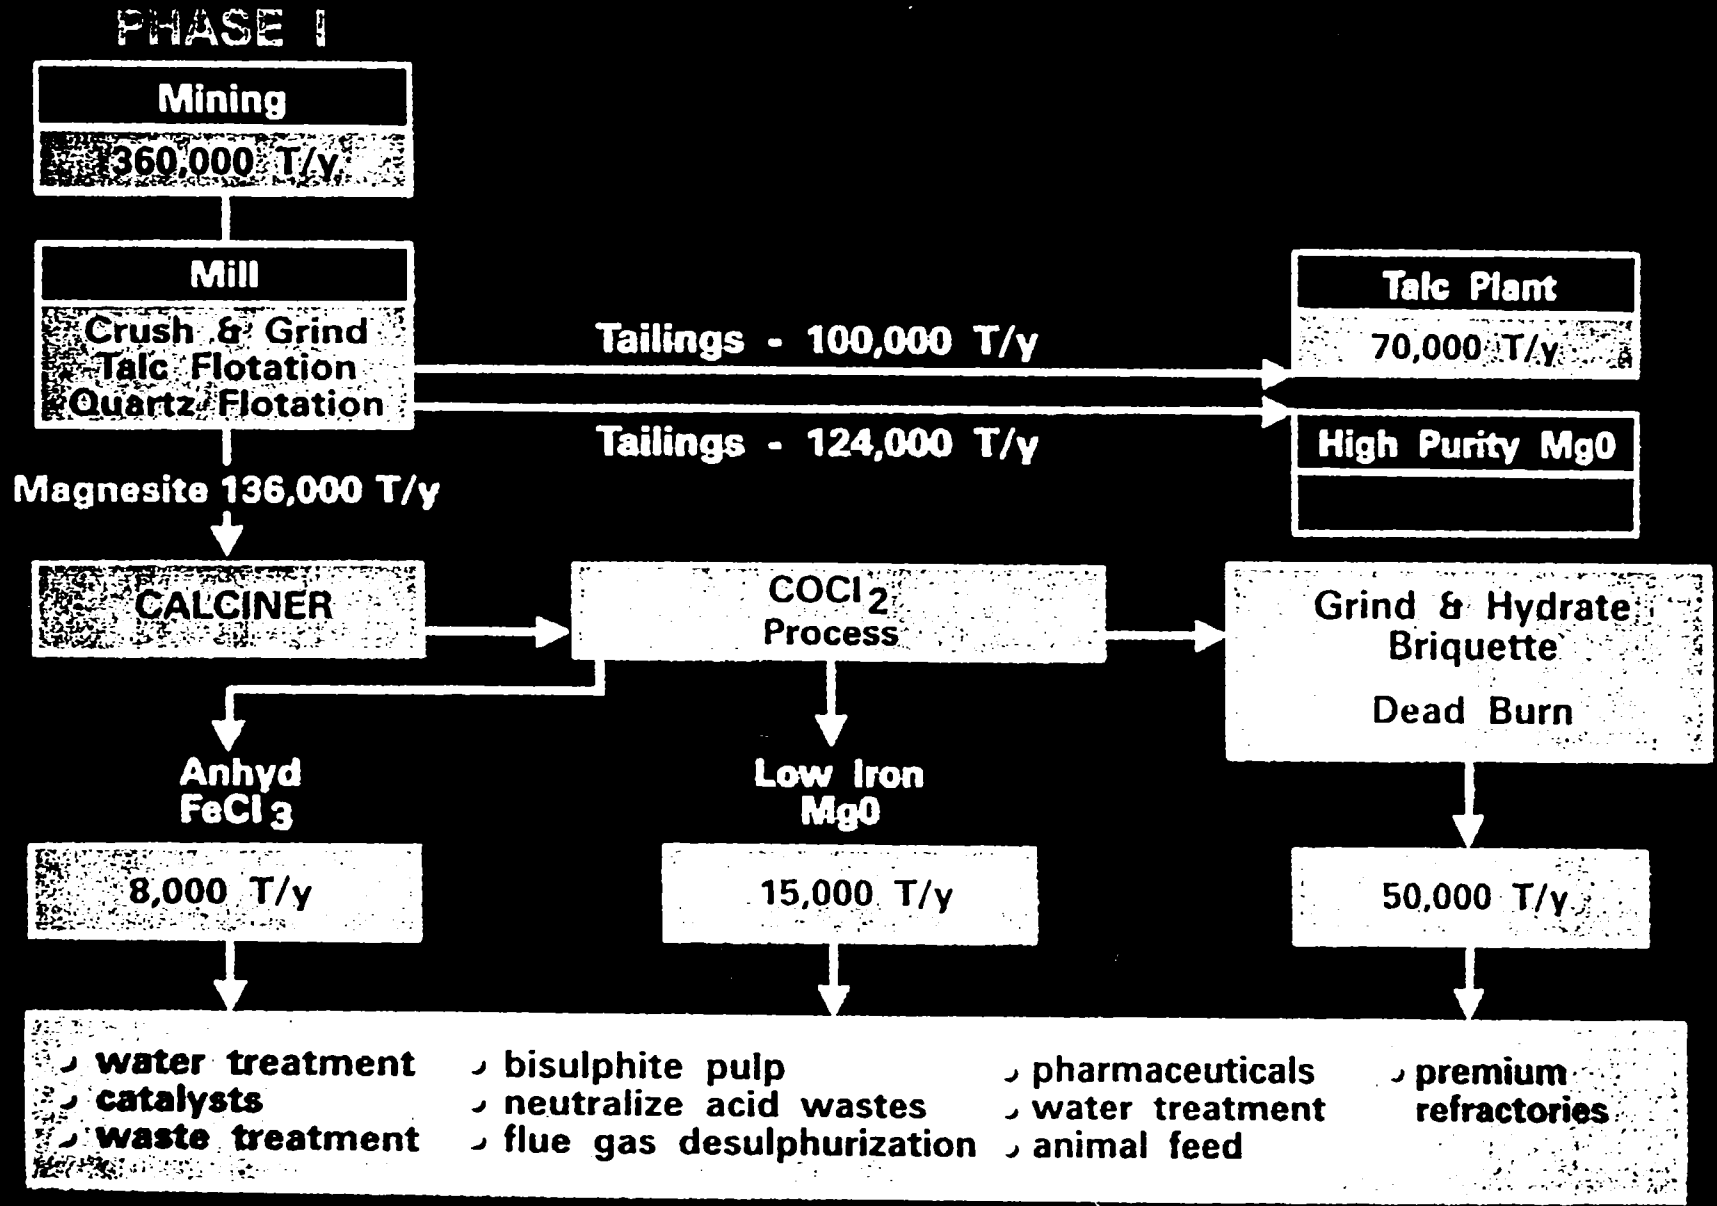 PHASE I
Mining
360,000 T/y
Mill
Crush & Grind
Talc Flotation
Quartz Flotation
Tailings - 100,000 T/y
Tailings - 124,000 T/y
Talc Plant
70,000 T/y
High Purity MgO
Magnesite 136,000 T/y
CALCINER
COCl2
Process
Grind & Hydrate
Briquette
Dead Burn
Anhyd
FeCl3
Low Iron
MgO
8,000 T/y
15,000 T/y
50,000 T/y
water treatment
catalysts
waste treatment
bisulphite pulp
neutralize acid wastes
flue gas desulphurization
pharmaceuticals
water treatment
animal feed
premium
refractories